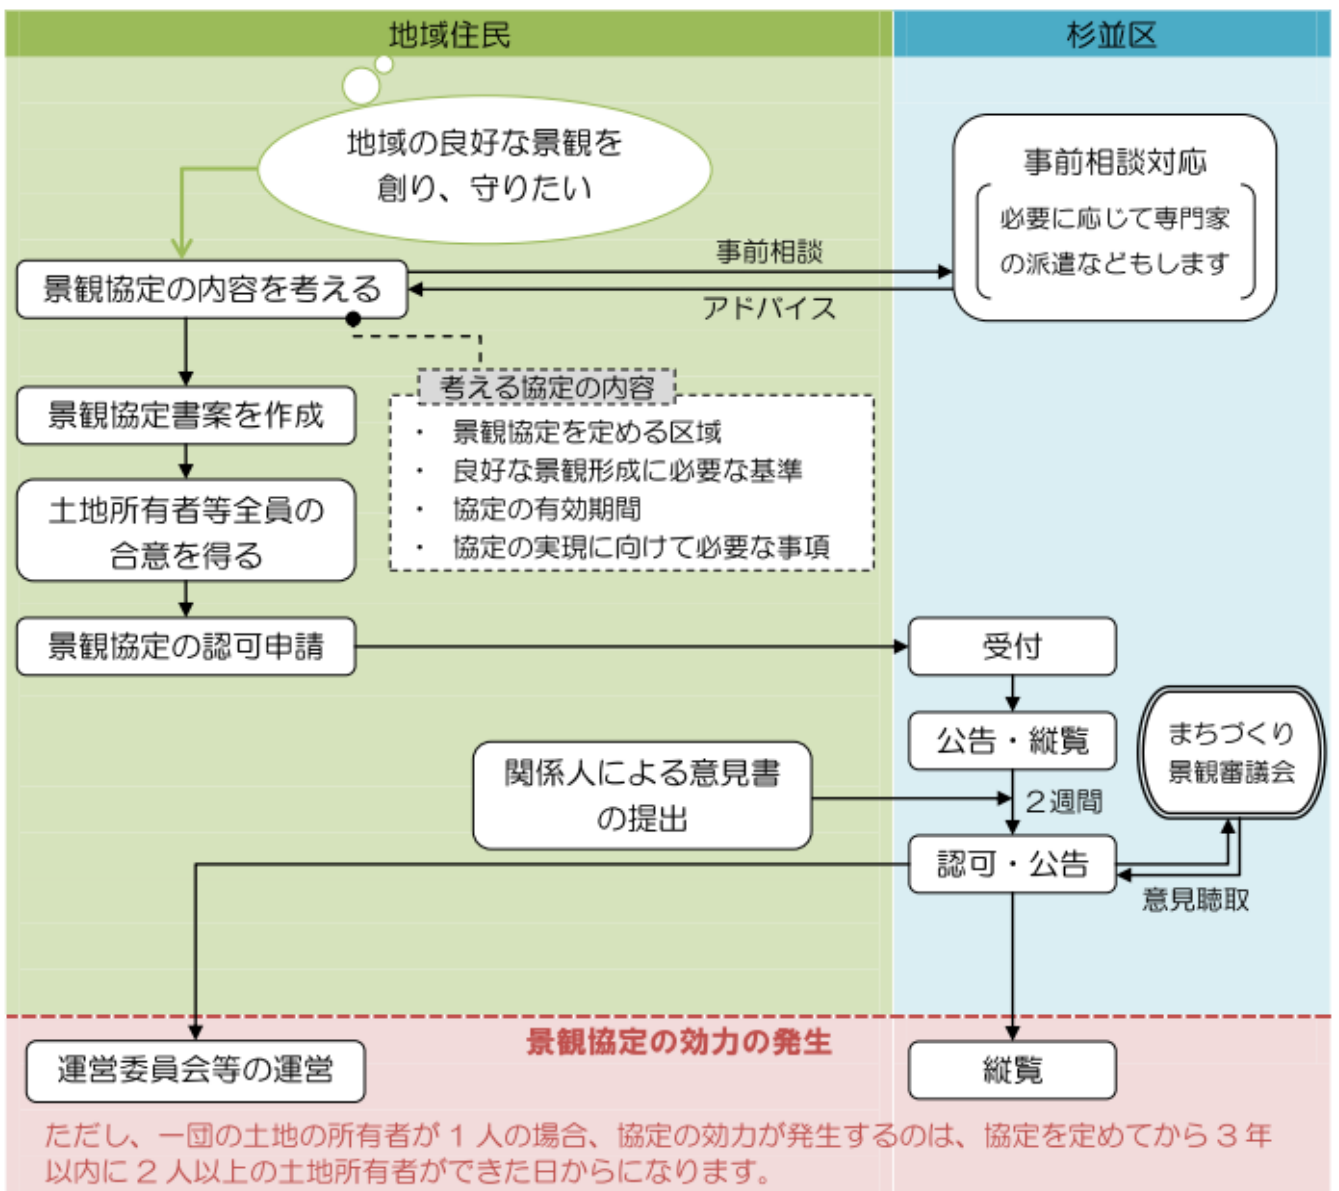 地域住民
杉並区
地域の良好な景観を
創り、守りたい
事前相談対応
必要に応じて専門家
の派遣などもします
事前相談
景観協定の内容を考える
アドバイス
考える協定の内容
・ 景観協定を定める区域
・ 良好な景観形成に必要な基準
・ 協定の有効期間
・ 協定の実現に向けて必要な事項
景観協定書案を作成
土地所有者等全員の
合意を得る
景観協定の認可申請
受付
公告・縦覧
まちづくり
景観審議会
関係人による意見書
の提出
2週間
認可・公告
意見聴取
景観協定の効力の発生
運営委員会等の運営
縦覧
ただし、一団の土地の所有者が1人の場合、協定の効力が発生するのは、協定を定めてから3年
以内に2人以上の土地所有者ができた日からになります。